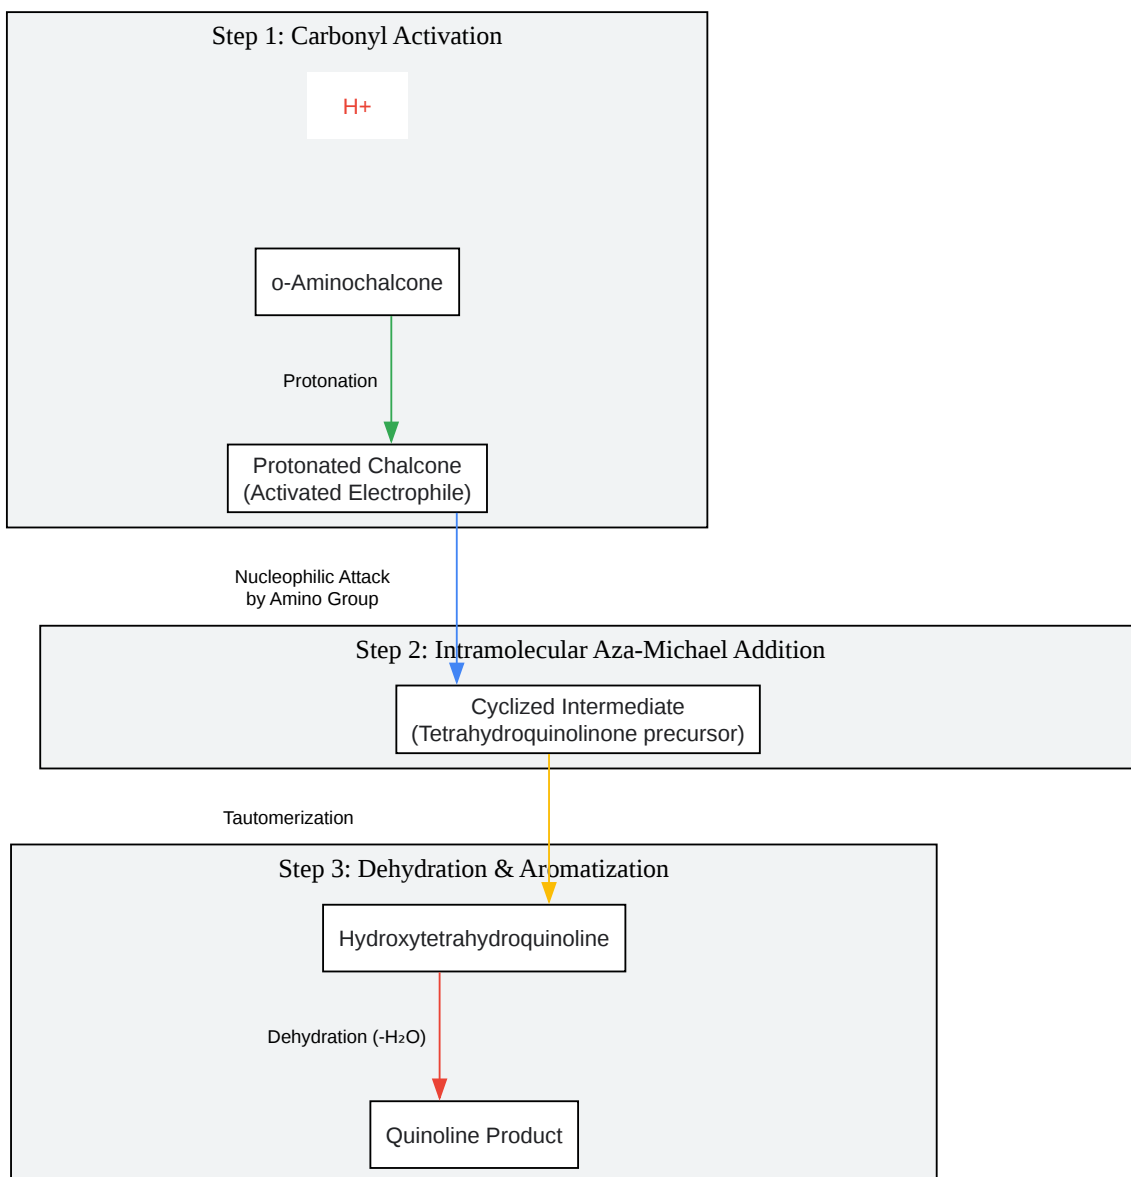 Step 1: Carbonyl Activation
H+
o-Aminochalcone
Protonation
Protonated Chalcone
(Activated Electrophile)
Nucleophilic Attack
by Amino Group
Step 2: Intramolecular Aza-Michael Addition
Cyclized Intermediate
(Tetrahydroquinolinone precursor)
Tautomerization
Step 3: Dehydration & Aromatization
Hydroxytetrahydroquinoline
Dehydration (-H₂O)
Quinoline Product